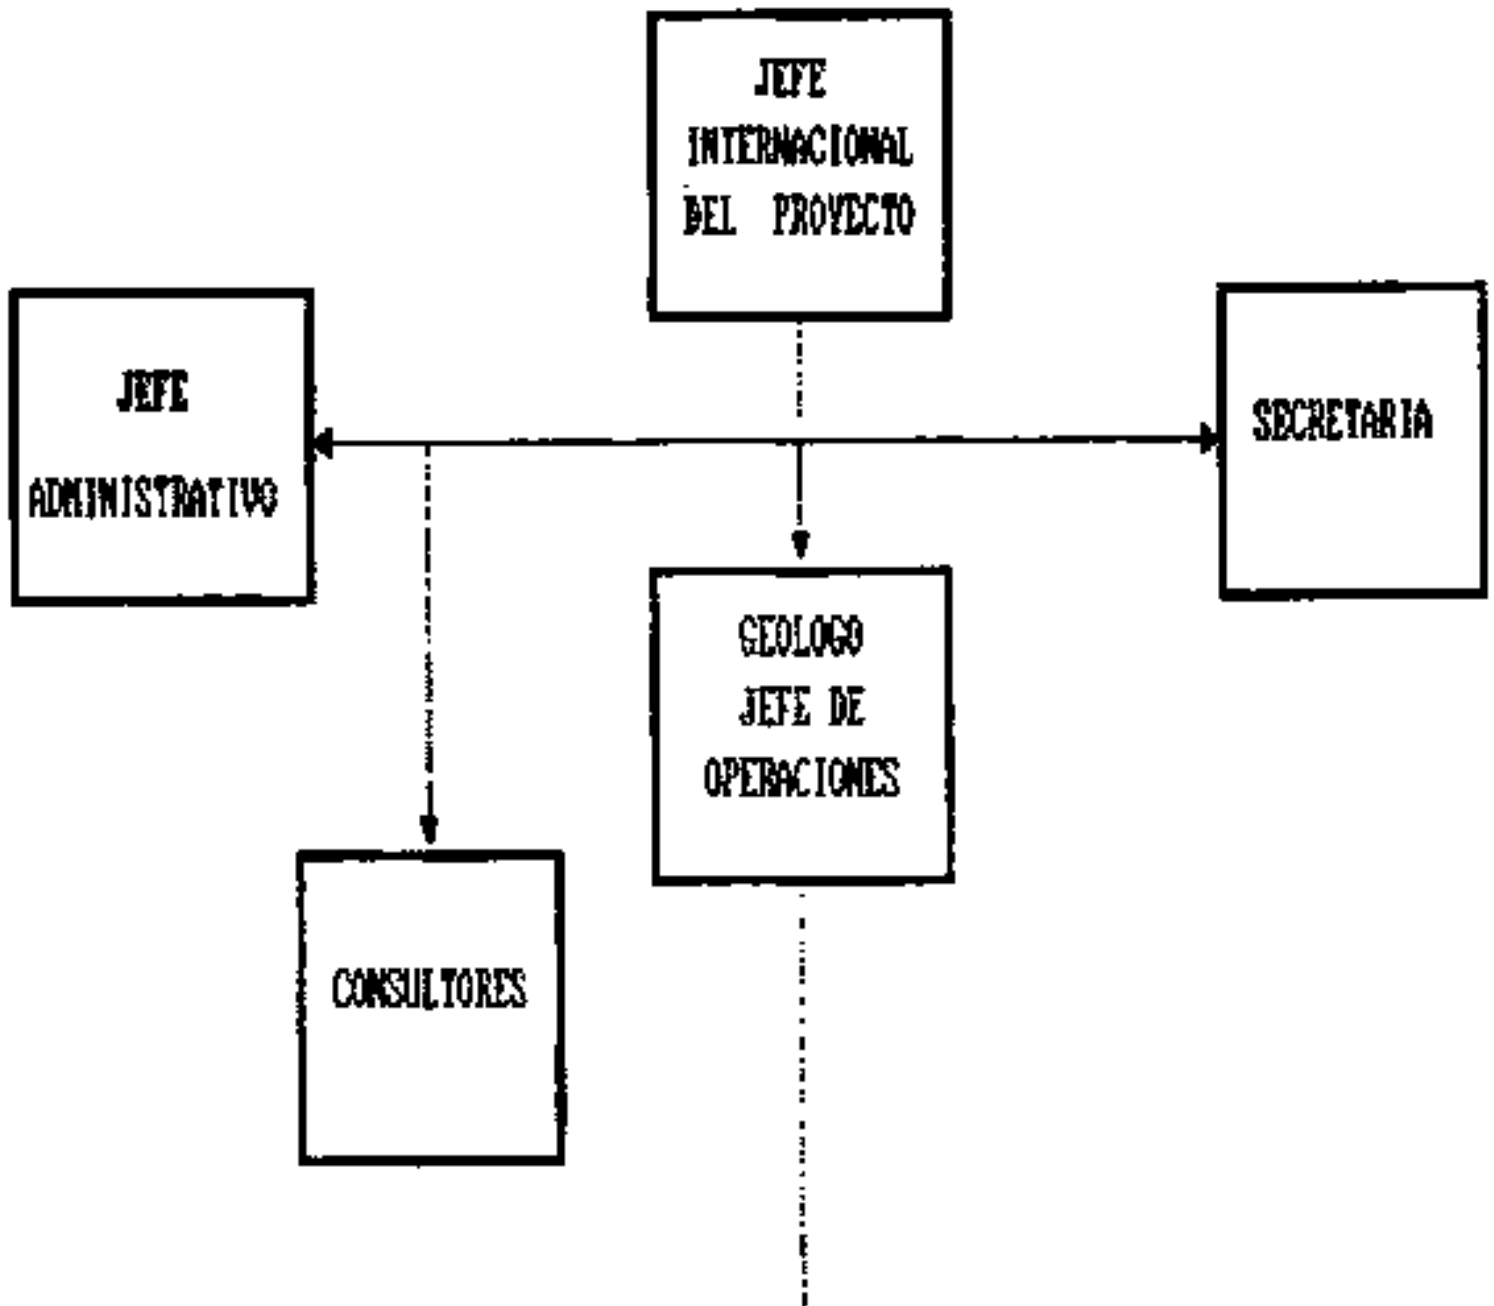 JEFE
INTERNACIONAL
DEL PROYECTO
JEFE
ADMINISTRATIVO
SECRETARIA
GEOLOGO
JEFE DE
OPERACIONES
CONSULTORES